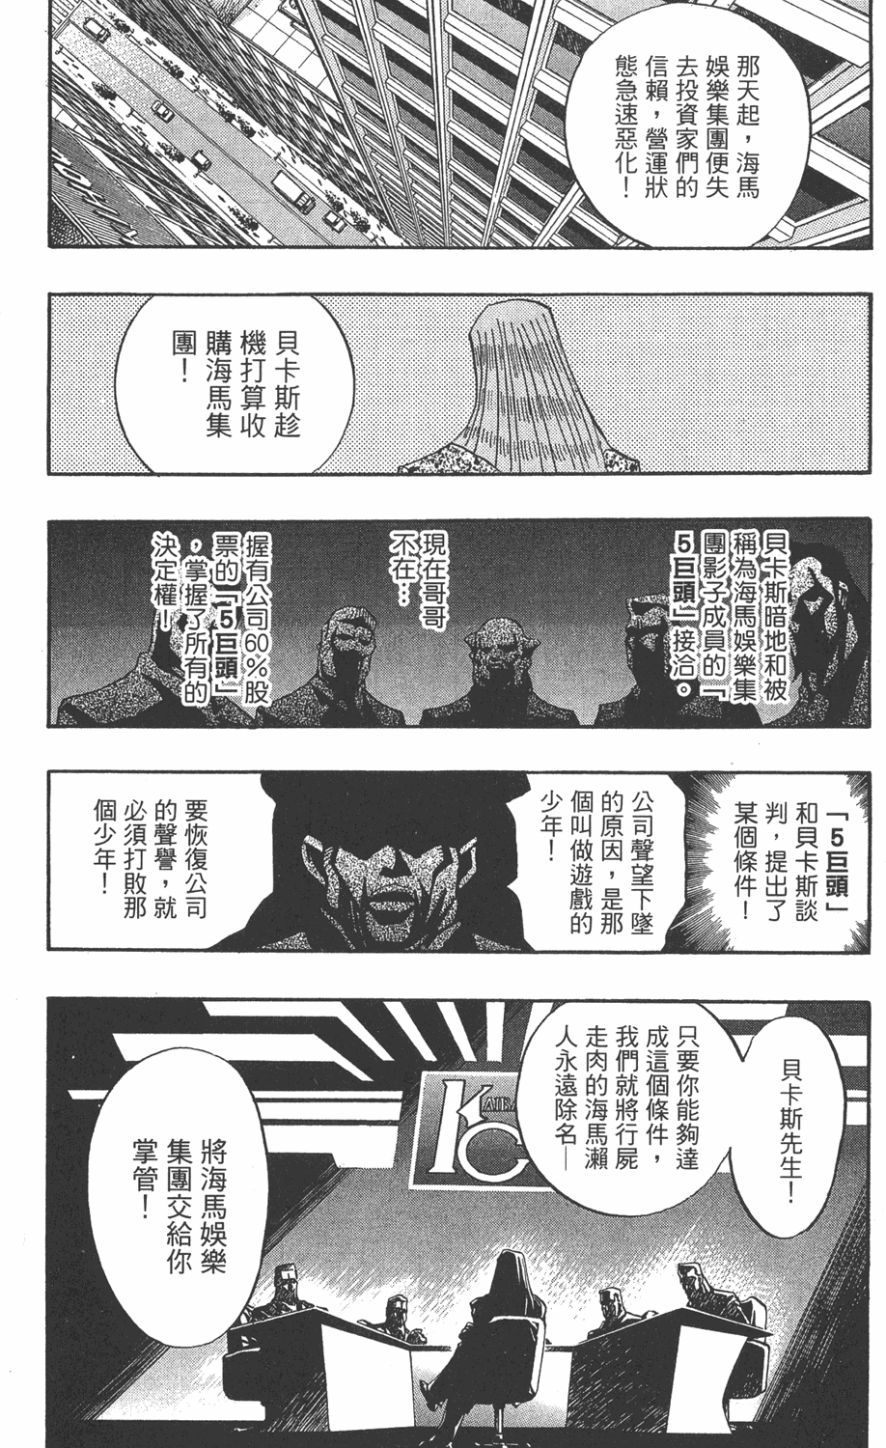 那天起，海馬
娛樂集團便失
去投資家們的
信賴，營運狀
態急速惡化！
貝卡斯趁
機打算收
購海馬集
團！
貝卡斯暗地和被
稱為海馬娛樂集
團影子成員的「
5巨頭」接洽。
現在哥哥
不在…
握有公司60%股
票的「5巨頭」
，掌握了所有的
決定權！
「5巨頭」
和貝卡斯談
判，提出了
某個條件！
公司聲望下墜
的原因，是那
個叫做遊戲的
少年！
要恢復公司
的聲譽，就
必須打敗那
個少年！
貝卡斯先生！
只要你能夠達
成這個條件，
我們就將行屍
走肉的海馬瀨
人永遠除名—
KAIBA
C
將海馬娛樂
集團交給你
掌管！